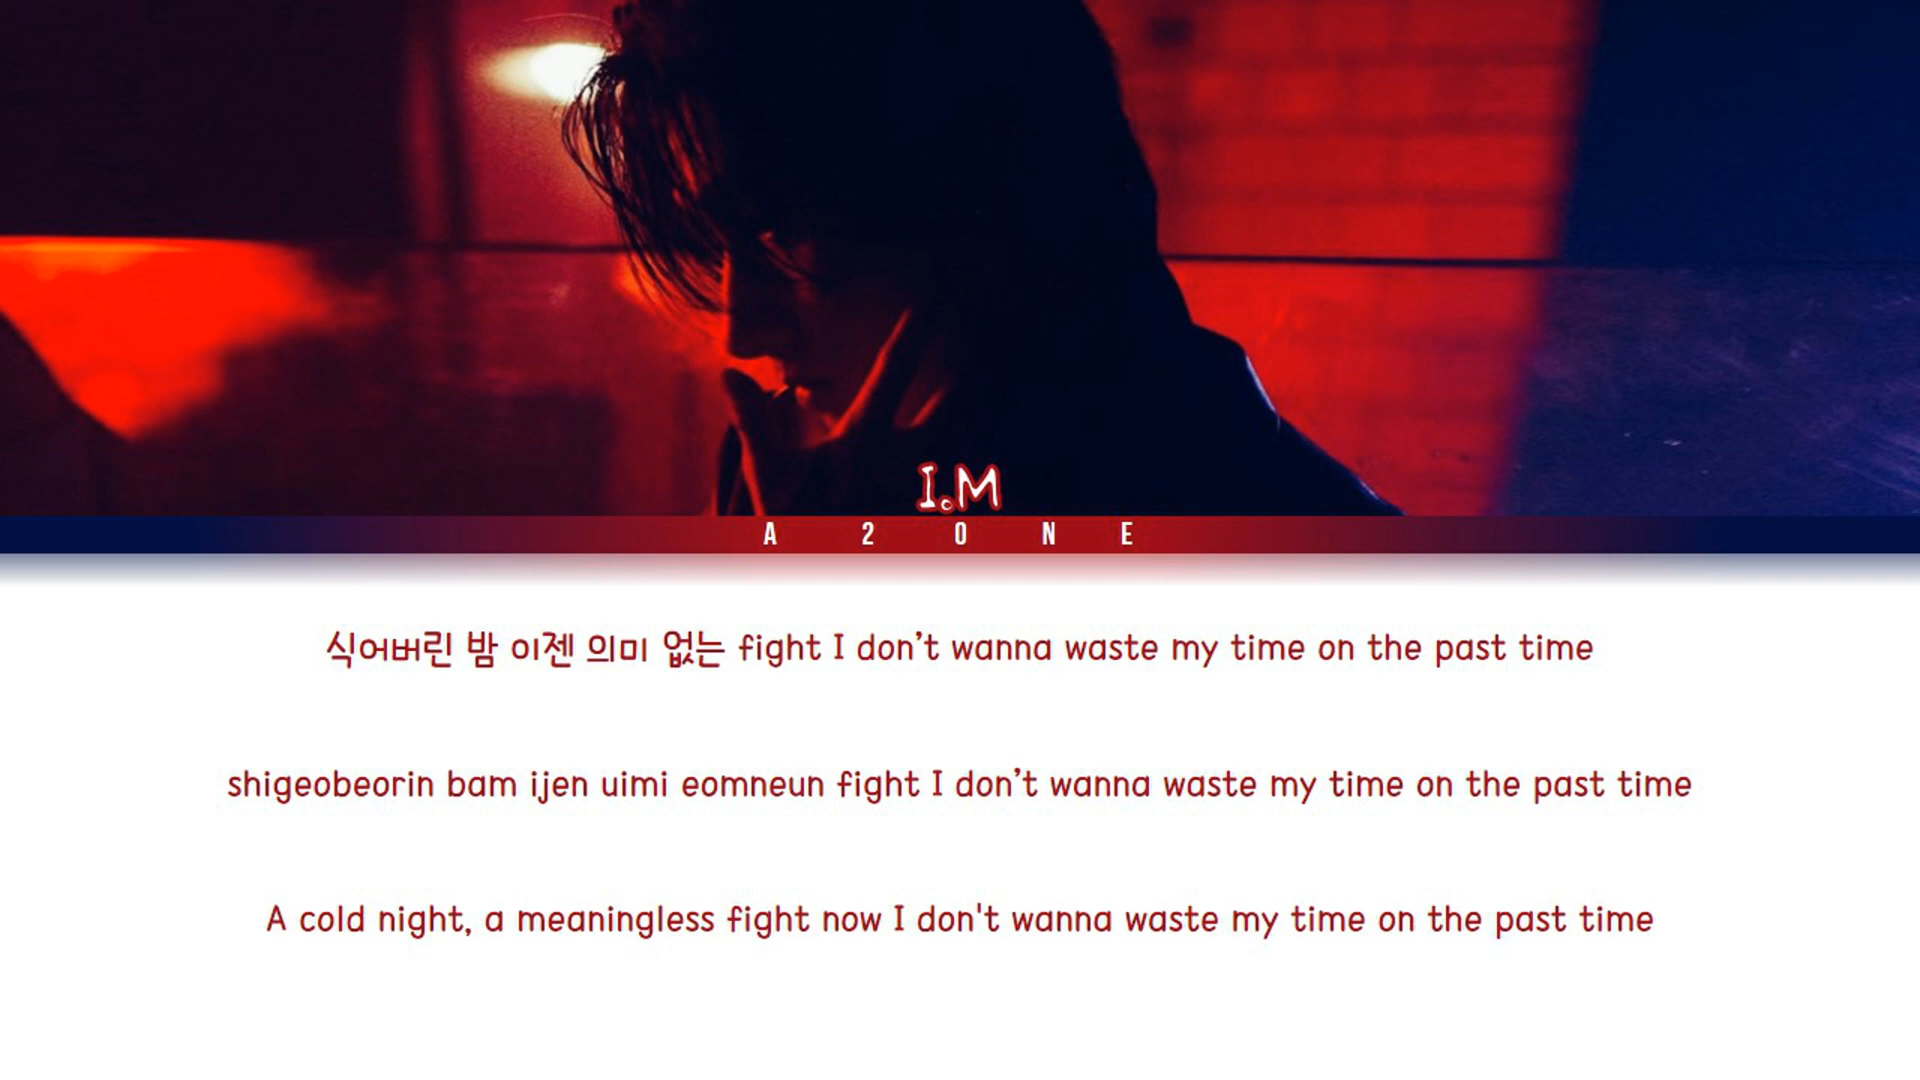 I.M
A2ONE
식어버린 밤 이젠 의미 없는 fight I don’t wanna waste my time on the past time
shigeobeorin bam ijen uimi eomneun fight I don’t wanna waste my time on the past time
A cold night, a meaningless fight now I don't wanna waste my time on the past time